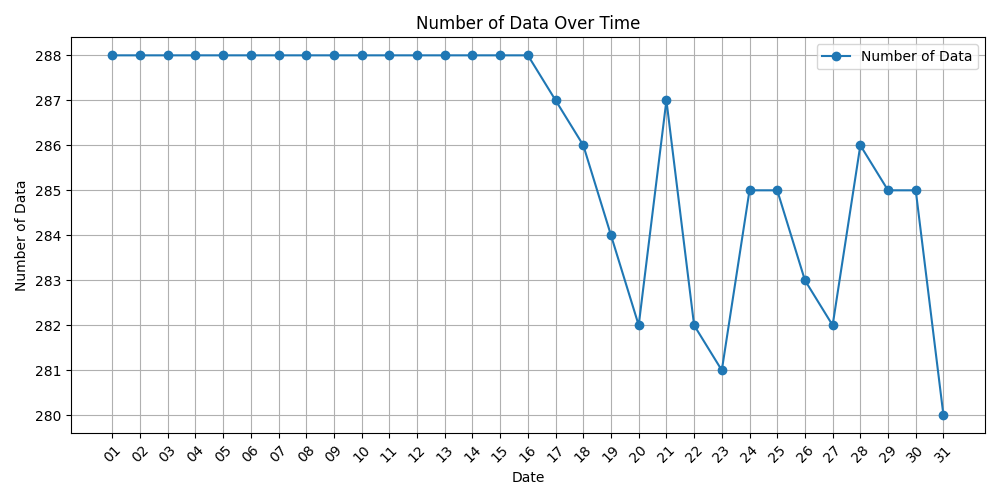 Number of Data Over Time
Number of Data
288
287
286
285
284
283
282
281
280
Number of Data
01 02 03 04 05 06 07 08 09 10 11 12 13 14 15 16 17 18 19 20 21 22 23 24 25 26 27 28 29 30 31
Date